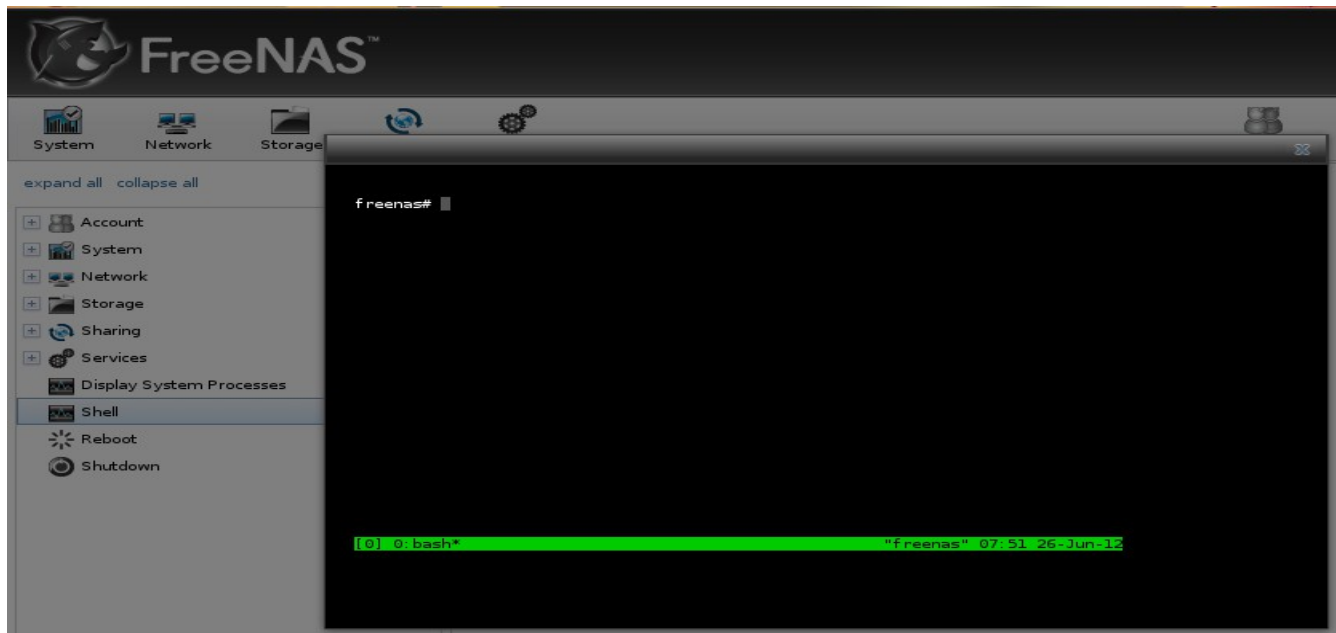 FreeNAS™
System Network Storage
expand all collapse all
Account
System
Network
Storage
Sharing
Services
Display System Processes
Shell
Reboot
Shutdown
freenas#
[0] 0:bash* "freenas" 07:51 26-Jun-12